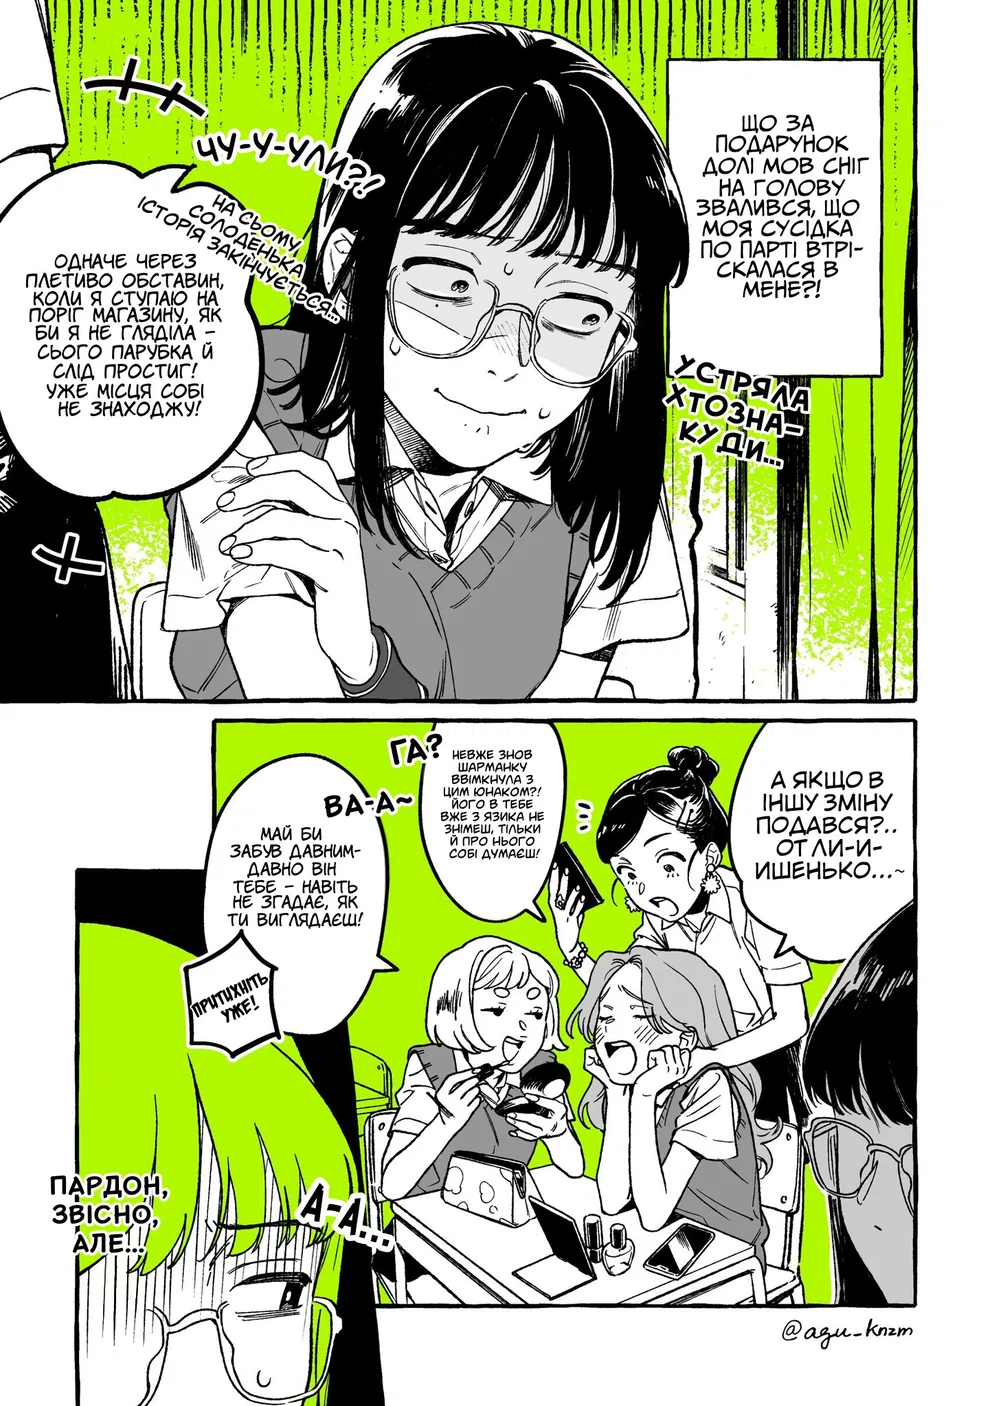 ЩО ЗА
ПОДАРУНОК
ДОЛІ МОВ СНІГ
НА ГОЛОВУ
ЗВАЛИВСЯ, ЩО
МОЯ СУСІДКА
ПО ПАРТІ ВТРІ-
СКАЛАСЯ В
МЕНЕ?!
УСТРЯЛА
ХТОЗНА-
КУДИ...
ЧУ-У-УЛИ?!
НА СЬОМУ
СОЛОДЕНЬКА
ІСТОРІЯ ЗАКІНЧУЄТЬСЯ...
ОДНАЧЕ ЧЕРЕЗ
ПЛЕТИВО ОБСТАВИН,
КОЛИ Я СТУПАЮ НА
ПОРІГ МАГАЗИНУ, ЯК
БИ Я НЕ ГЛЯДІЛА –
СЬОГО ПАРУБКА Й
СЛІД ПРОСТИГ!
УЖЕ МІСЦЯ СОБІ
НЕ ЗНАХОДЖУ!
А ЯКЩО В
ІНШУ ЗМІНУ
ПОДАВСЯ?..
ОТ ЛИ-И-
ИШЕНЬКО...~
НЕВЖЕ ЗНОВ
ШАРМАНКУ
ВВІМКНУЛА З
ЦИМ ЮНАКОМ?!
ЙОГО В ТЕБЕ
ВЖЕ З ЯЗИКА НЕ
ЗНІМЕШ, ТІЛЬКИ
Й ПРО НЬОГО
СОБІ ДУМАЄШ!
ГА?
ВА-А~
МАЙ БИ
ЗАБУВ ДАВНИМ-
ДАВНО ВІН
ТЕБЕ – НАВІТЬ
НЕ ЗГАДАЄ, ЯК
ТИ ВИГЛЯДАЄШ!
ПРИТИХНІТЬ
УЖЕ!
ПАРДОН,
ЗВІСНО,
АЛЕ...
А-А...
@agu_knzm